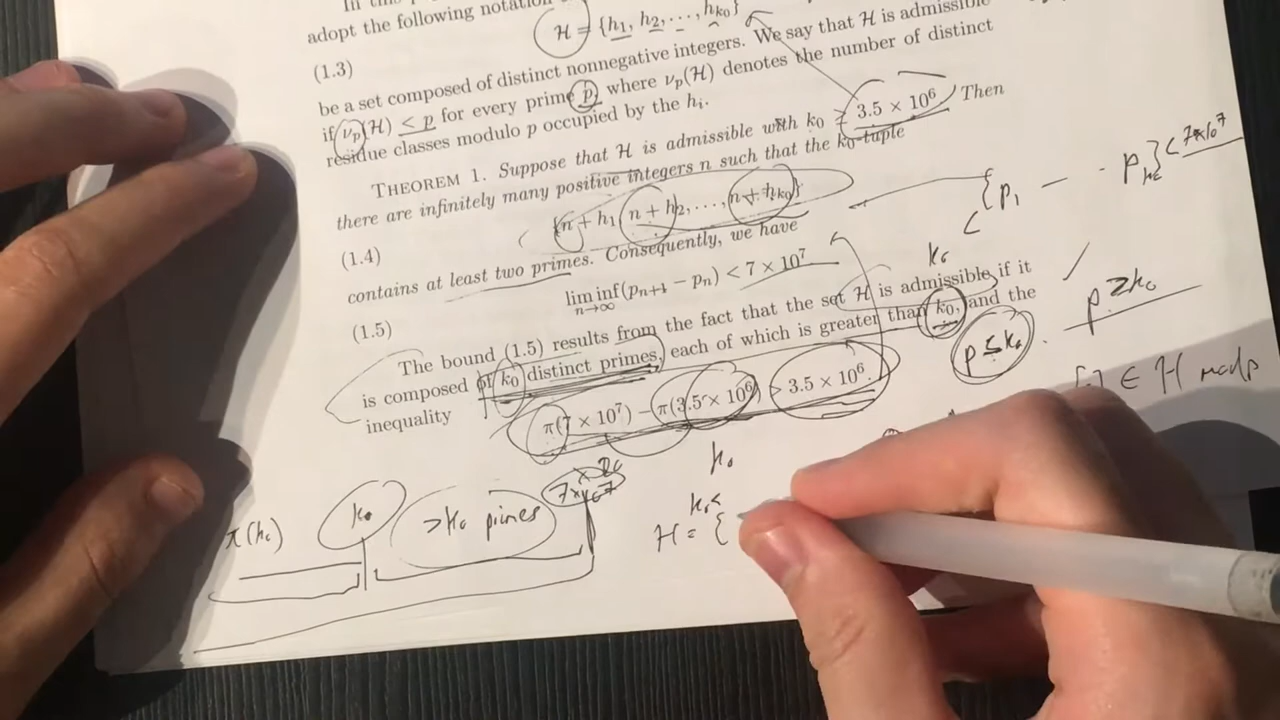 adopt the following notation
(1.3) H = {h1, h2, . . . , hk0}
be a set composed of distinct nonnegative integers. We say that H is admissible
if νp(H) < p for every prime p, where νp(H) denotes the number of distinct
residue classes modulo p occupied by the hi.
THEOREM 1. Suppose that H is admissible with k0 ≥ 3.5 × 10^6. Then
there are infinitely many positive integers n such that the k0-tuple
(1.4) {n + h1, n + h2, . . . , n + hk0}
contains at least two primes. Consequently, we have
(1.5) lim inf n→∞ (pn+1 − pn) < 7 × 10^7.
The bound (1.5) results from the fact that the set H is admissible if it
is composed of k0 distinct primes, each of which is greater than k0, and the
inequality
π(7 × 10^7) − π(3.5 × 10^6) > 3.5 × 10^6.
{p1 — - pk0} < 7×10^7
p ≥ k0
p ≤ k0
∈ H mod p
π(k0) k0 >k0 primes 7×10^7
k0
k0<
H = {